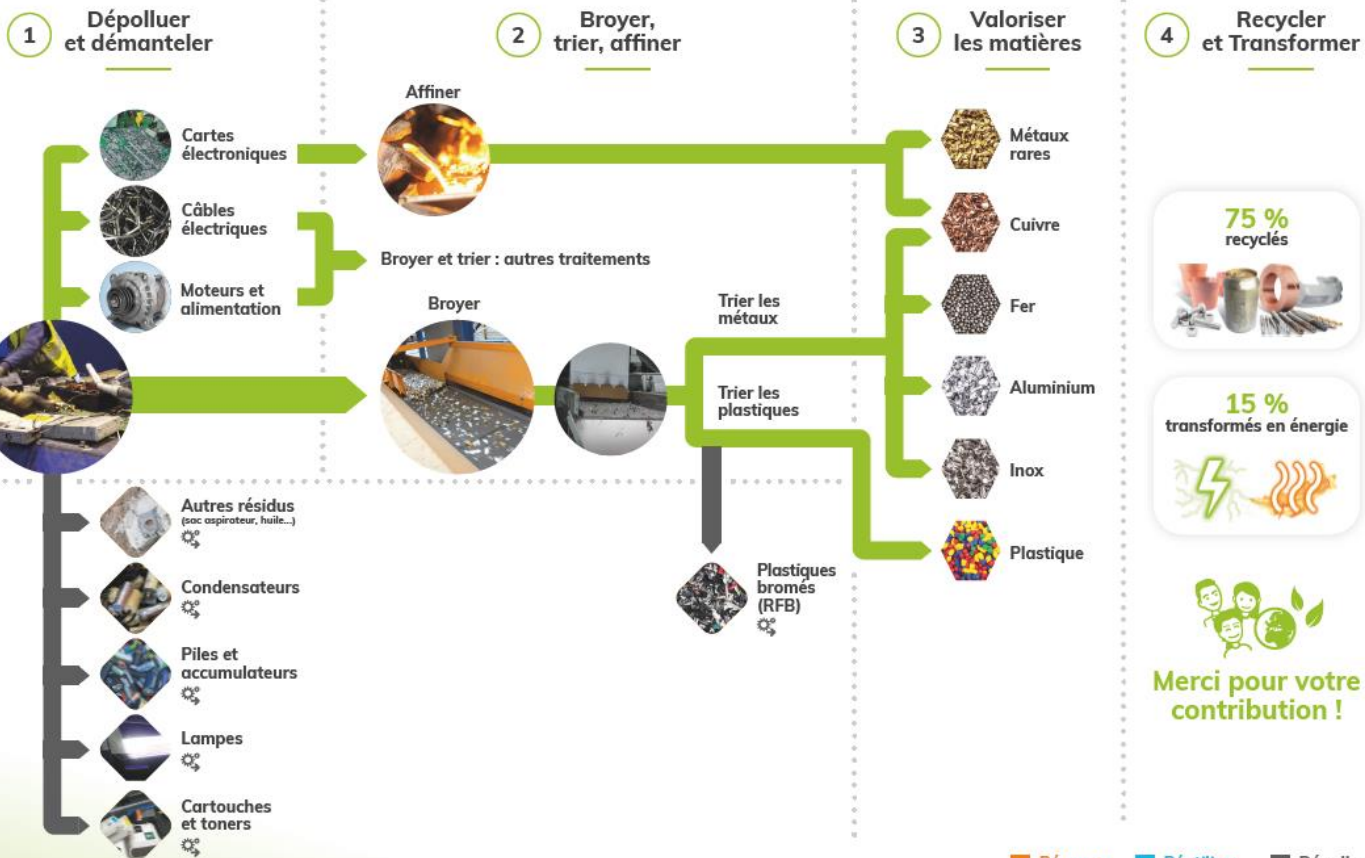 1
Dépolluer
et démanteler
2
Broyer,
trier, affiner
3
Valoriser
les matières
4
Recycler
et Transformer
Cartes
électroniques
Câbles
électriques
Moteurs et
alimentation
Affiner
Broyer et trier : autres traitements
Broyer
Trier les
métaux
Trier les
plastiques
Métaux
rares
Cuivre
Fer
Aluminium
Inox
Plastique
75 %
recyclés
15 %
transformés en énergie
Merci pour votre
contribution !
Autres résidus
(sac aspirateur, huile...)
Condensateurs
Piles et
accumulateurs
Lampes
Cartouches
et toners
Plastiques
bromés
(RFB)